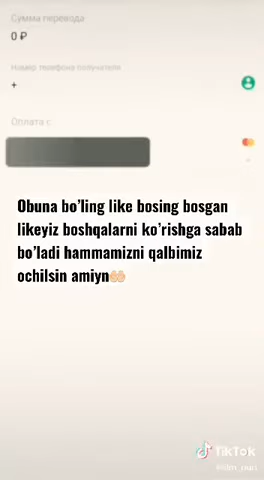 Сумма перевода
0 ₽
Номер телефона получателя
+
Оплата с
Obuna bo’ling like bosing bosgan
likeyiz boshqalarni ko’rishga sabab
bo’ladi hammamizni qalbimiz
ochilsin amiyn🤲🏻
TikTok